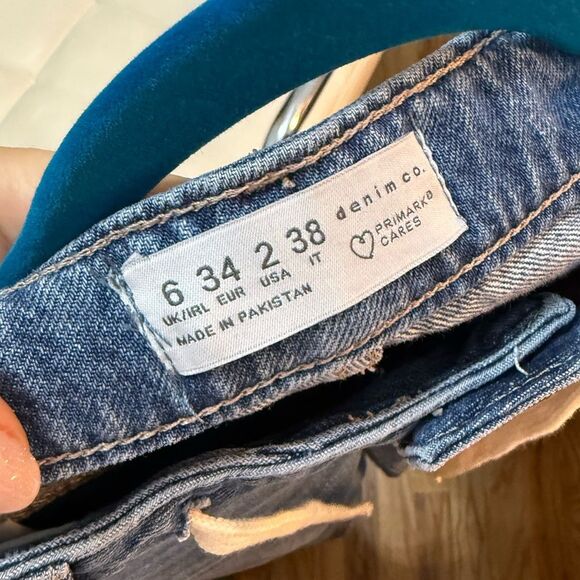 denim co.
6 34 2 38
UK/IRL EUR USA IT
PRIMARK
CARES
MADE IN PAKISTAN